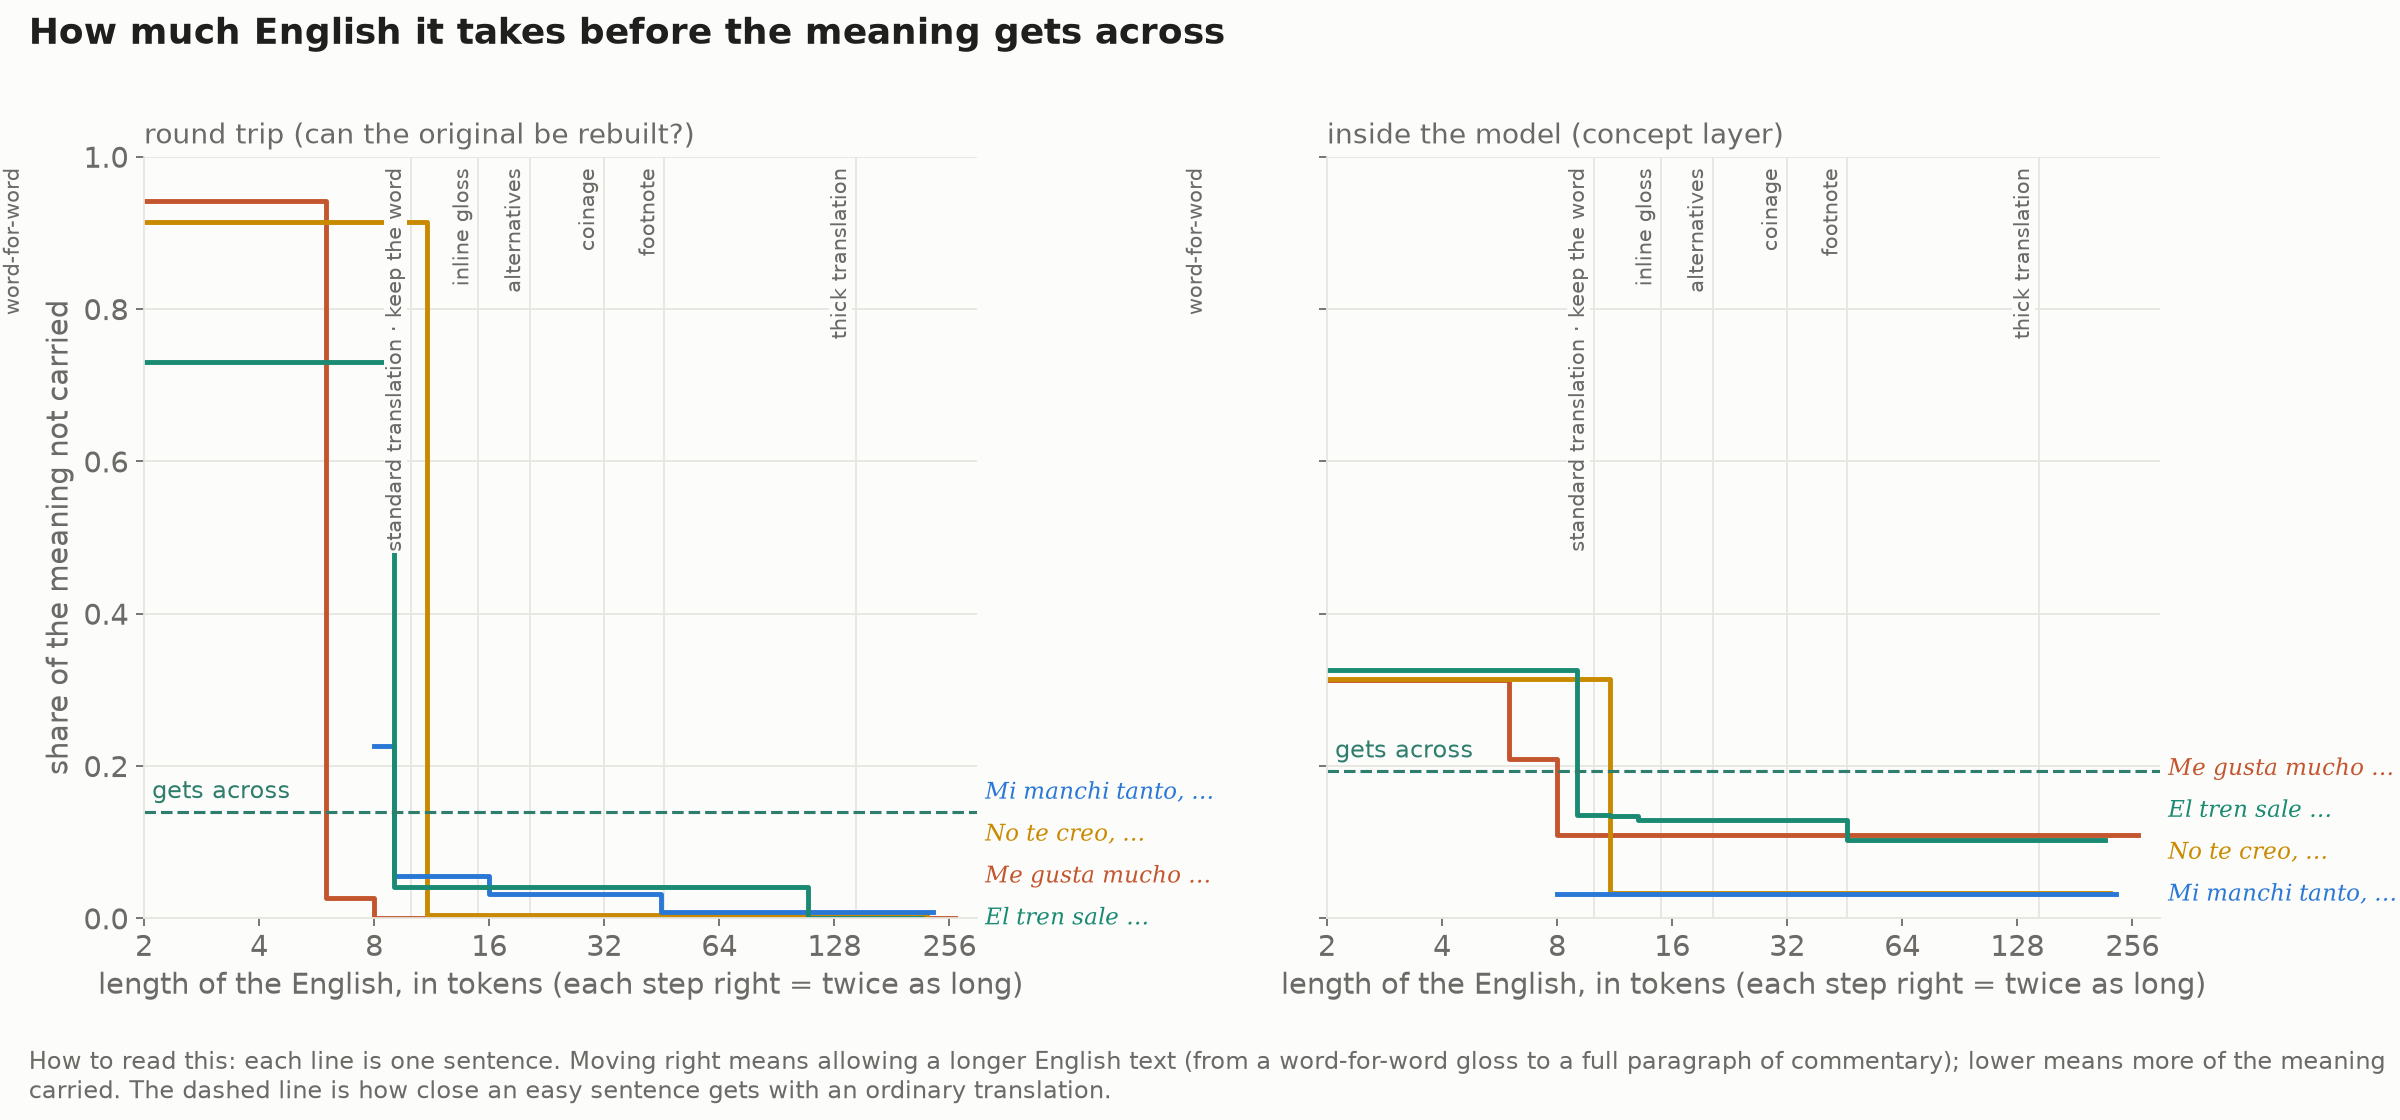 How much English it takes before the meaning gets across
round trip (can the original be rebuilt?)
word-for-word
standard translation · keep the word
inline gloss
alternatives
coinage
footnote
thick translation
share of the meaning not carried
1.0
0.8
0.6
0.4
0.2
0.0
gets across
Mi manchi tanto, ...
No te creo, ...
Me gusta mucho ...
El tren sale ...
2 4 8 16 32 64 128 256
length of the English, in tokens (each step right = twice as long)
inside the model (concept layer)
word-for-word
standard translation · keep the word
inline gloss
alternatives
coinage
footnote
thick translation
gets across
Me gusta mucho ...
El tren sale ...
No te creo, ...
Mi manchi tanto, ...
2 4 8 16 32 64 128 256
length of the English, in tokens (each step right = twice as long)
How to read this: each line is one sentence. Moving right means allowing a longer English text (from a word-for-word gloss to a full paragraph of commentary); lower means more of the meaning
carried. The dashed line is how close an easy sentence gets with an ordinary translation.